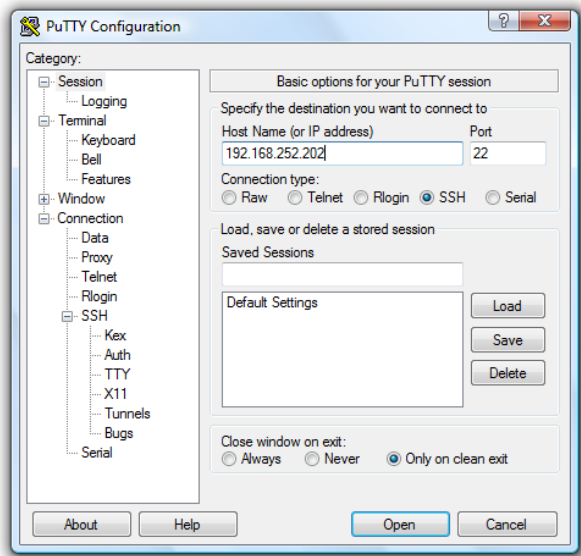 PuTTY Configuration
Category:
Session
Logging
Terminal
Keyboard
Bell
Features
Window
Connection
Data
Proxy
Telnet
Rlogin
SSH
Kex
Auth
TTY
X11
Tunnels
Bugs
Serial
Basic options for your PuTTY session
Specify the destination you want to connect to
Host Name (or IP address) Port
192.168.252.202 22
Connection type:
Raw Telnet Rlogin SSH Serial
Load, save or delete a stored session
Saved Sessions
Default Settings
Load
Save
Delete
Close window on exit:
Always Never Only on clean exit
About Help Open Cancel